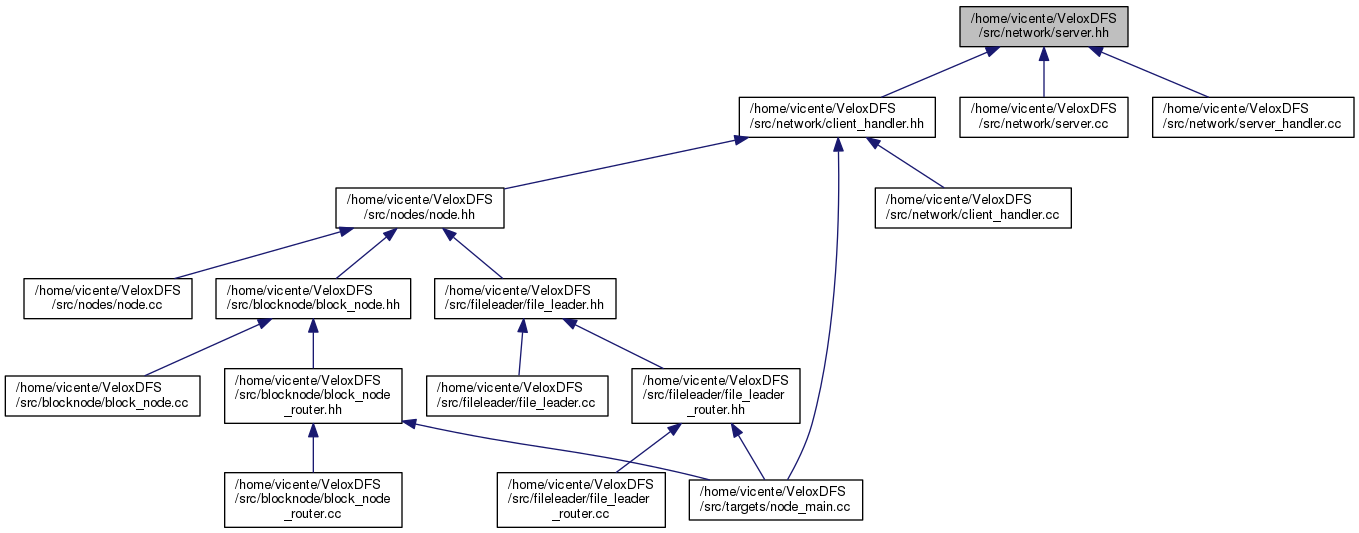 /home/vicente/VeloxDFS
/src/network/server.hh
/home/vicente/VeloxDFS
/src/network/client_handler.hh
/home/vicente/VeloxDFS
/src/network/server.cc
/home/vicente/VeloxDFS
/src/network/server_handler.cc
/home/vicente/VeloxDFS
/src/nodes/node.hh
/home/vicente/VeloxDFS
/src/network/client_handler.cc
/home/vicente/VeloxDFS
/src/nodes/node.cc
/home/vicente/VeloxDFS
/src/blocknode/block_node.hh
/home/vicente/VeloxDFS
/src/fileleader/file_leader.hh
/home/vicente/VeloxDFS
/src/blocknode/block_node.cc
/home/vicente/VeloxDFS
/src/blocknode/block_node
_router.hh
/home/vicente/VeloxDFS
/src/fileleader/file_leader.cc
/home/vicente/VeloxDFS
/src/fileleader/file_leader
_router.hh
/home/vicente/VeloxDFS
/src/blocknode/block_node
_router.cc
/home/vicente/VeloxDFS
/src/fileleader/file_leader
_router.cc
/home/vicente/VeloxDFS
/src/targets/node_main.cc